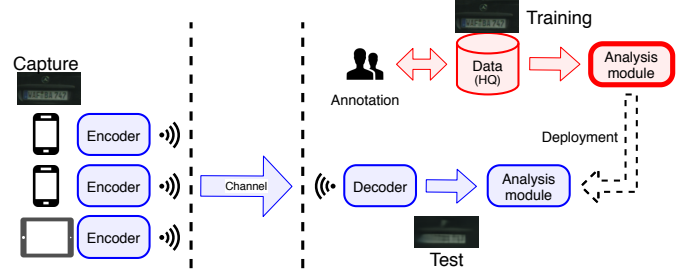 Training
Capture
Data
(HQ)
Analysis
module
Annotation
Encoder
Deployment
Encoder
Channel
Decoder
Analysis
module
Encoder
Test